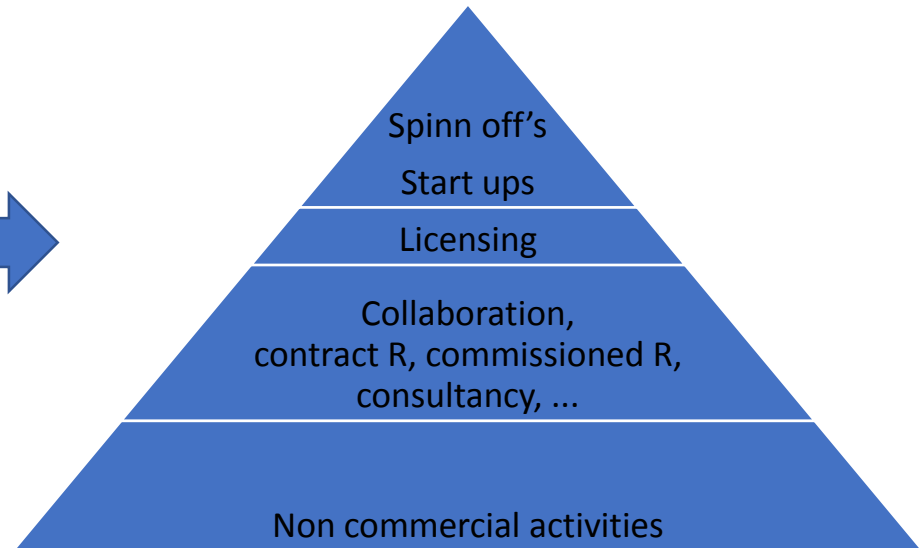 Spinn off’s
Start ups
Licensing
Collaboration,
contract R, commissioned R,
consultancy, ...
Non commercial activities